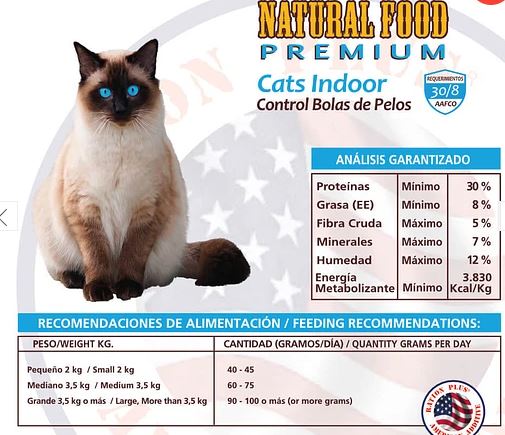 NATURAL FOOD
PREMIUM
Cats Indoor
Control Bolas de Pelos
REQUERIMIENTOS
30/8
AAFCO
ANÁLISIS GARANTIZADO
Proteínas Mínimo 30 %
Grasa (EE) Mínimo 8 %
Fibra Cruda Máximo 5 %
Minerales Máximo 7 %
Humedad Máximo 12 %
Energía Metabolizante Mínimo 3.830 Kcal/Kg
RECOMENDACIONES DE ALIMENTACIÓN / FEEDING RECOMMENDATIONS:
PESO/WEIGHT KG. CANTIDAD (GRAMOS/DÍA) / QUANTITY GRAMS PER DAY
Pequeño 2 kg / Small 2 kg 40 - 45
Mediano 3,5 kg / Medium 3,5 kg 60 - 75
Grande 3,5 kg o más / Large, More than 3,5 kg 90 - 100 o más (or more grams)
RATION PLUS